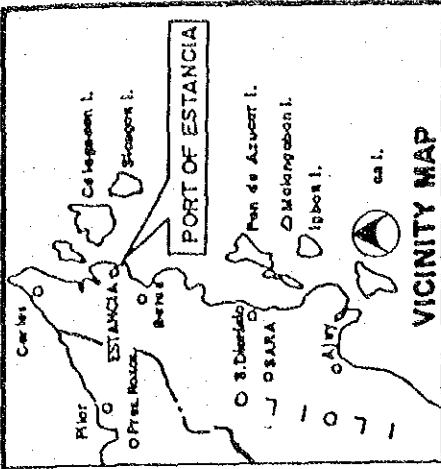 Carles
Calagnaan I.
Sicogon I.
ESTANCIA
PORT OF ESTANCIA
Pilar
Pres. Roxas
Pan de Azucar I.
S. Dionisio
SARA
Igbon I.
Ajuy
VICINITY MAP